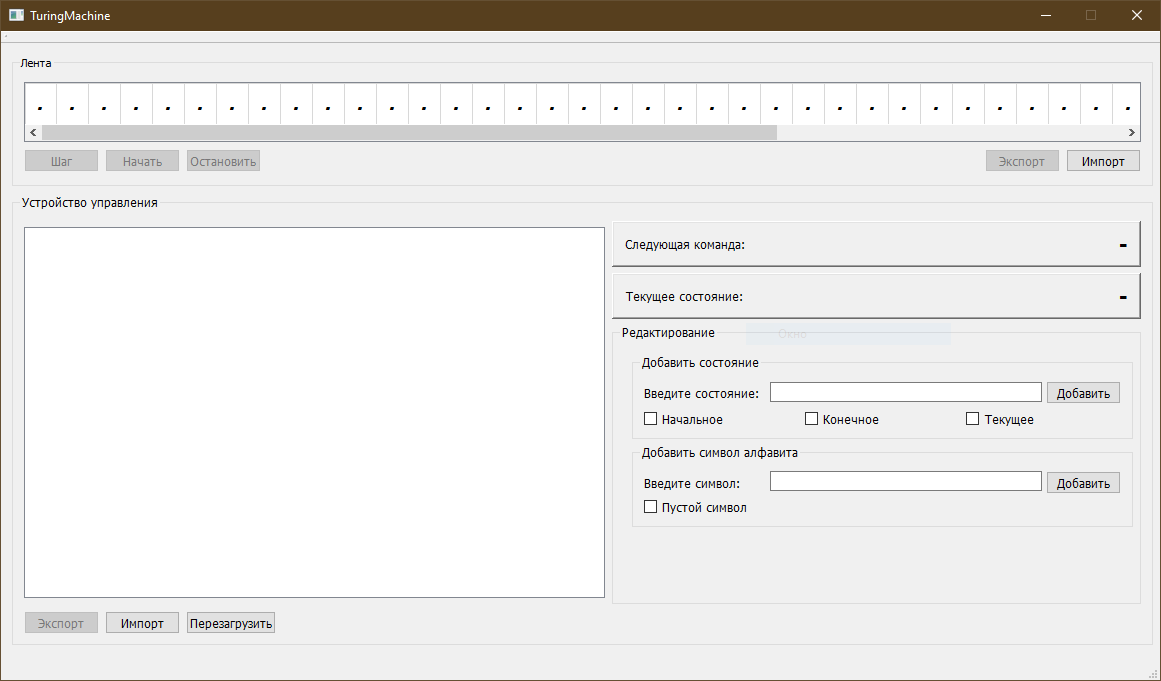 TuringMachine
Лента
. . . . . . . . . . . . . . . . . . . . . . . . . . . . . . . . . . .
Шаг Начать Остановить Экспорт Импорт
Устройство управления
Следующая команда: -
Текущее состояние: -
Редактирование Окно
Добавить состояние
Введите состояние: Добавить
Начальное Конечное Текущее
Добавить символ алфавита
Введите символ: Добавить
Пустой символ
Экспорт Импорт Перезагрузить